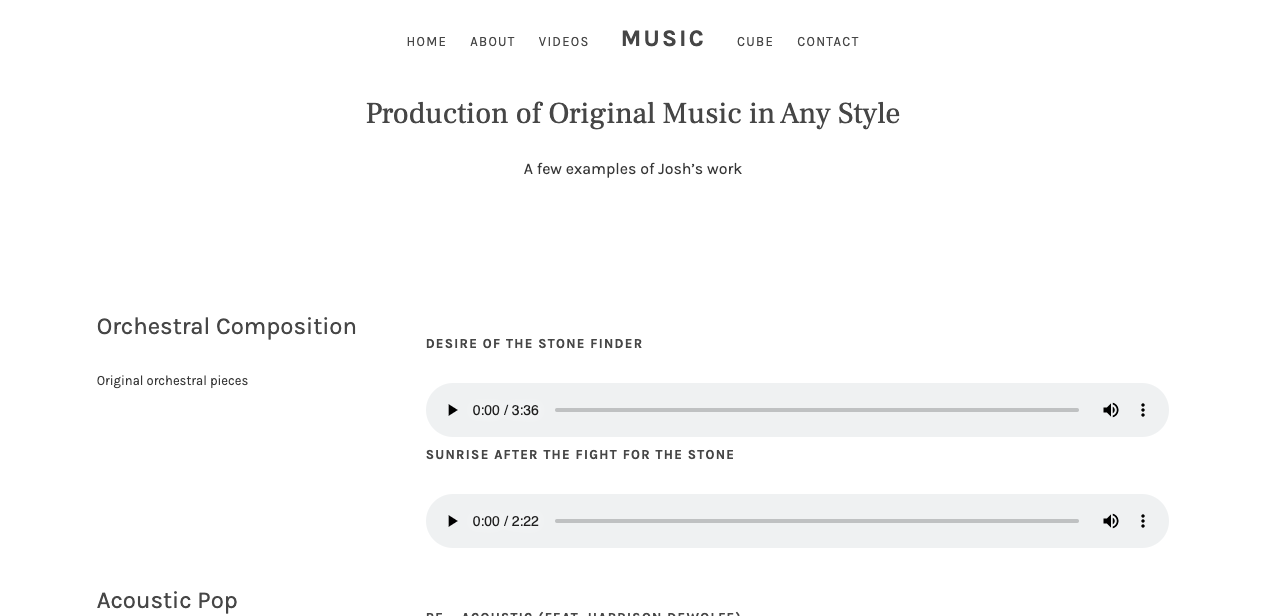 HOME ABOUT VIDEOS MUSIC CUBE CONTACT
Production of Original Music in Any Style
A few examples of Josh’s work
Orchestral Composition
Original orchestral pieces
DESIRE OF THE STONE FINDER
0:00 / 3:36
SUNRISE AFTER THE FIGHT FOR THE STONE
0:00 / 2:22
Acoustic Pop